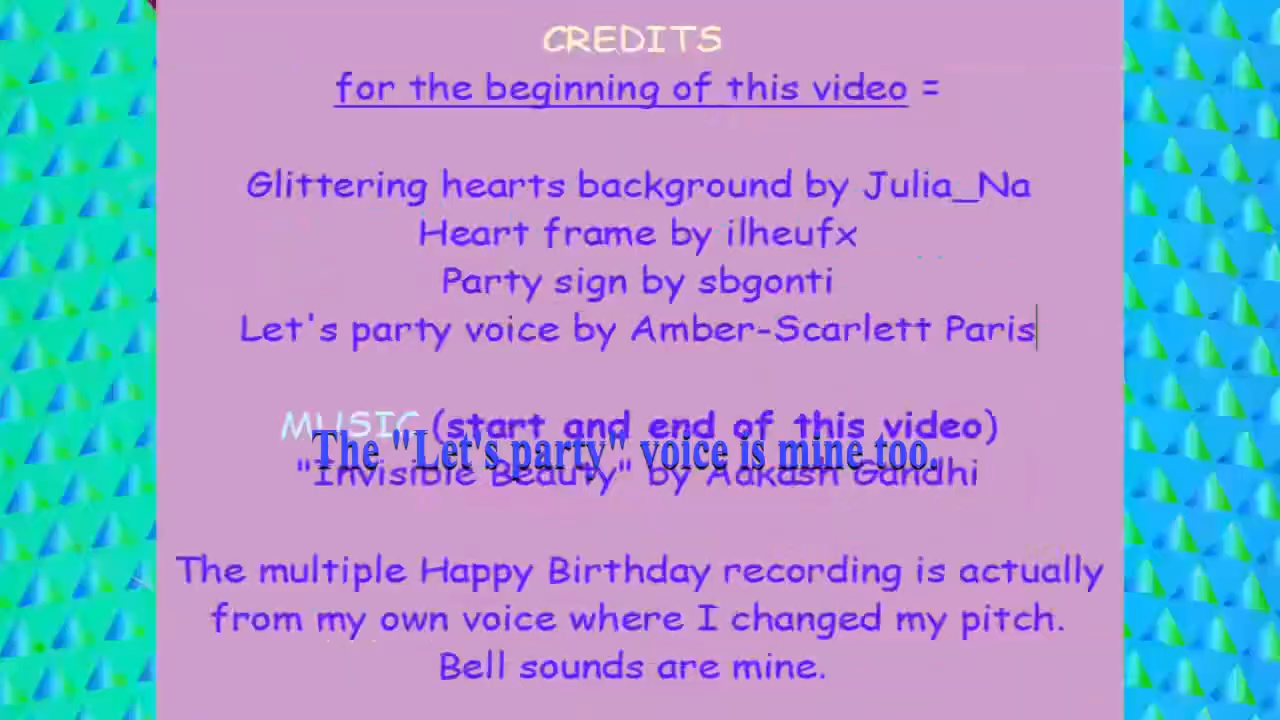 CREDITS
for the beginning of this video =
Glittering hearts background by Julia_Na
Heart frame by ilheufx
Party sign by sbgonti
Let's party voice by Amber-Scarlett Paris
MUSIC (start and end of this video)
The "Let's party" voice is mine too.
"Invisible Beauty" by Aakash Gandhi
The multiple Happy Birthday recording is actually
from my own voice where I changed my pitch.
Bell sounds are mine.